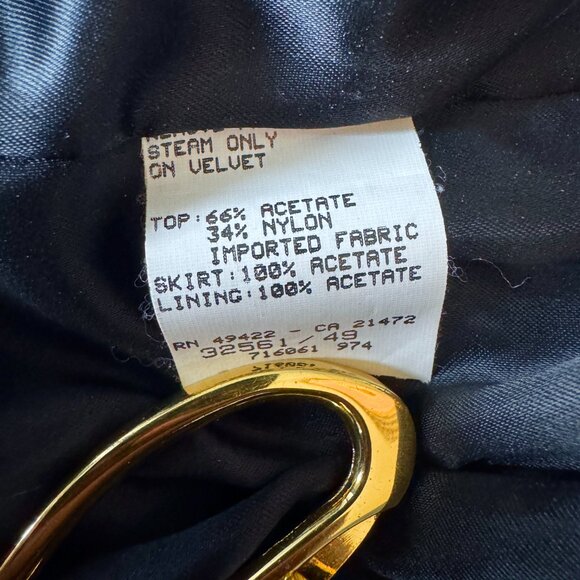 STEAM ONLY
ON VELVET
TOP:66% ACETATE
34% NYLON
IMPORTED FABRIC
SKIRT:100% ACETATE
LINING:100% ACETATE
RN 49422 - CA 21472
32561/49
716061 974